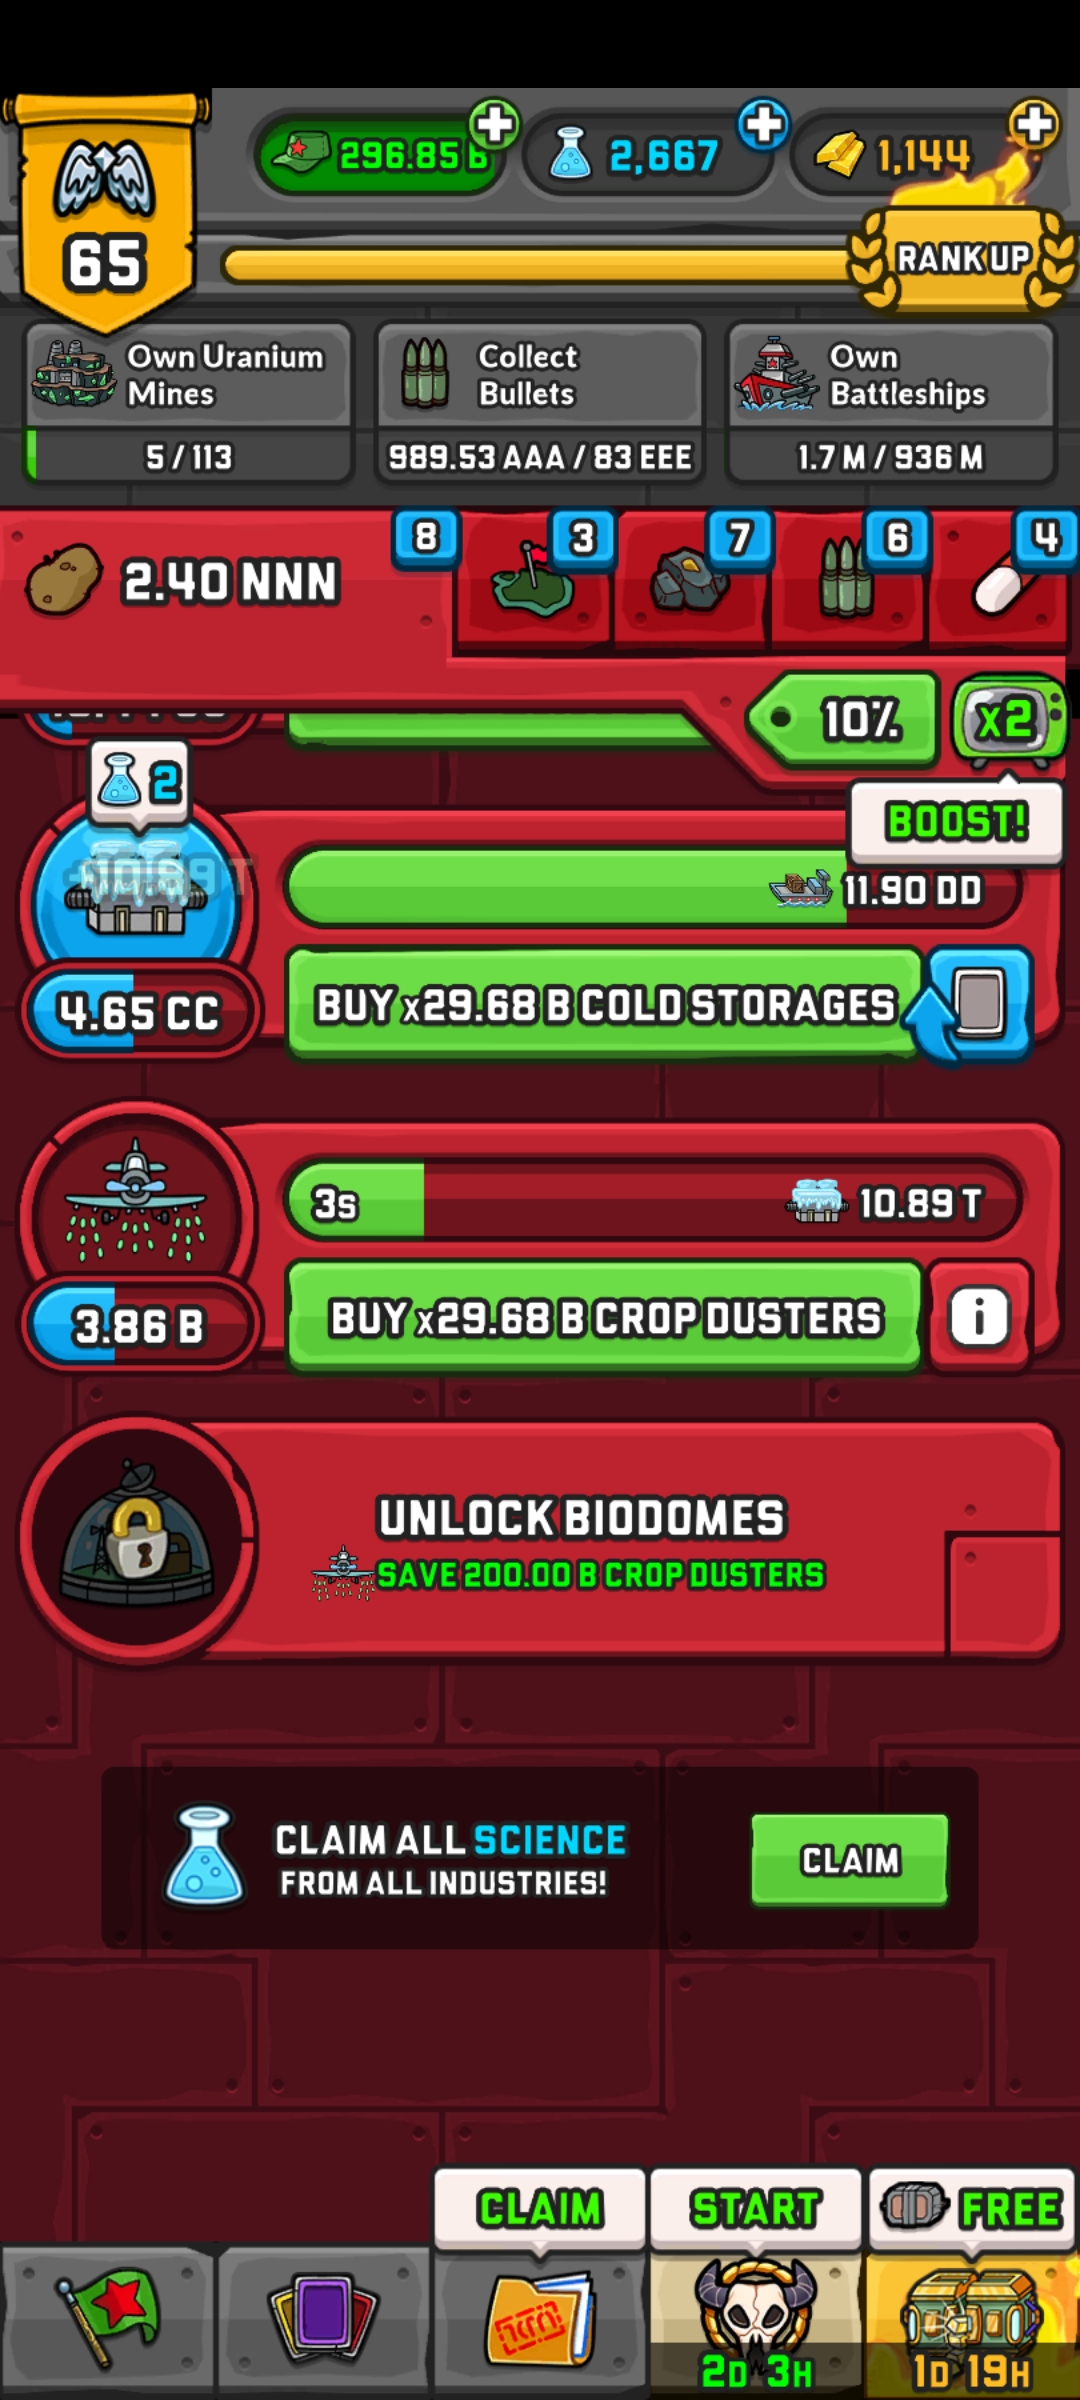 296.85 B
2,667
1,144
65
RANK UP
Own Uranium
Mines
5 / 113
Collect
Bullets
989.53 AAA / 83 EEE
Own
Battleships
1.7 M / 936 M
2.40 NNN
8
3
7
6
4
10%
x2
BOOST!
2
11.90 DD
4.65 CC
BUY x29.68 B COLD STORAGES
3s
10.89 T
3.86 B
BUY x29.68 B CROP DUSTERS
i
UNLOCK BIODOMES
SAVE 200.00 B CROP DUSTERS
CLAIM ALL SCIENCE
FROM ALL INDUSTRIES!
CLAIM
CLAIM
START
FREE
2D 3H
1D 19H